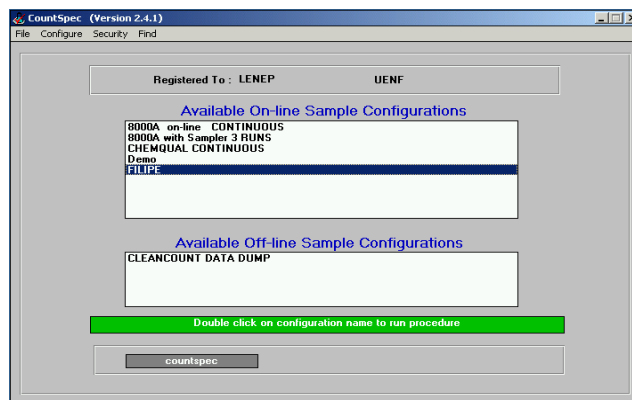 CountSpec (Version 2.4.1)
File Configure Security Find
Registered To : LENEP UENF
Available On-line Sample Configurations
8000A on-line CONTINUOUS
8000A with Sampler 3 RUNS
CHEMQUAL CONTINUOUS
Demo
FILIPE
Available Off-line Sample Configurations
CLEANCOUNT DATA DUMP
Double click on configuration name to run procedure
countspec